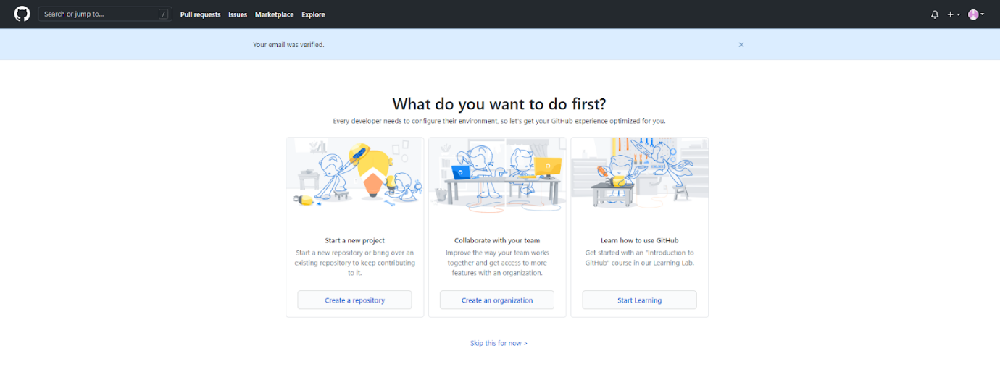 Search or jump to... /
Pull requests Issues Marketplace Explore
Your email was verified.
What do you want to do first?
Every developer needs to configure their environment, so let's get your GitHub experience optimized for you.
Start a new project
Start a new repository or bring over an
existing repository to keep contributing
to it.
Create a repository
Collaborate with your team
Improve the way your team works
together and get access to more
features with an organization.
Create an organization
Learn how to use GitHub
Get started with an "Introduction to
GitHub" course in our Learning Lab.
Start Learning
Skip this for now >